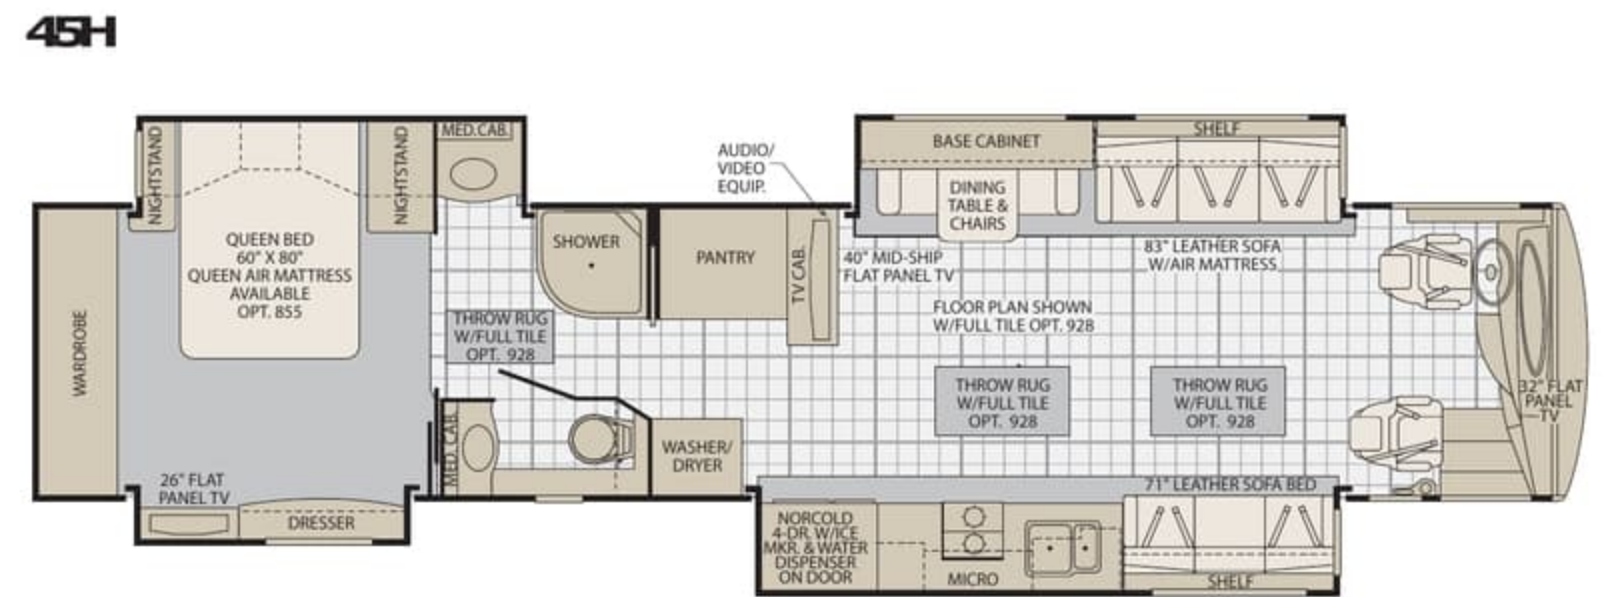 45H
NIGHTSTAND
NIGHTSTAND
MED.CAB.
QUEEN BED
60" X 80"
QUEEN AIR MATTRESS
AVAILABLE
OPT. 855
WARDROBE
26" FLAT
PANEL TV
DRESSER
THROW RUG
W/FULL TILE
OPT. 928
MED. CAB.
SHOWER
PANTRY
AUDIO/
VIDEO
EQUIP.
TV CAB.
40" MID-SHIP
FLAT PANEL TV
WASHER/
DRYER
BASE CABINET
SHELF
DINING
TABLE &
CHAIRS
83" LEATHER SOFA
W/AIR MATTRESS
FLOOR PLAN SHOWN
W/FULL TILE OPT. 928
THROW RUG
W/FULL TILE
OPT. 928
THROW RUG
W/FULL TILE
OPT. 928
32" FLAT
PANEL
TV
71" LEATHER SOFA BED
NORCOLD
4-DR. W/ICE
MKR. & WATER
DISPENSER
ON DOOR
MICRO
SHELF